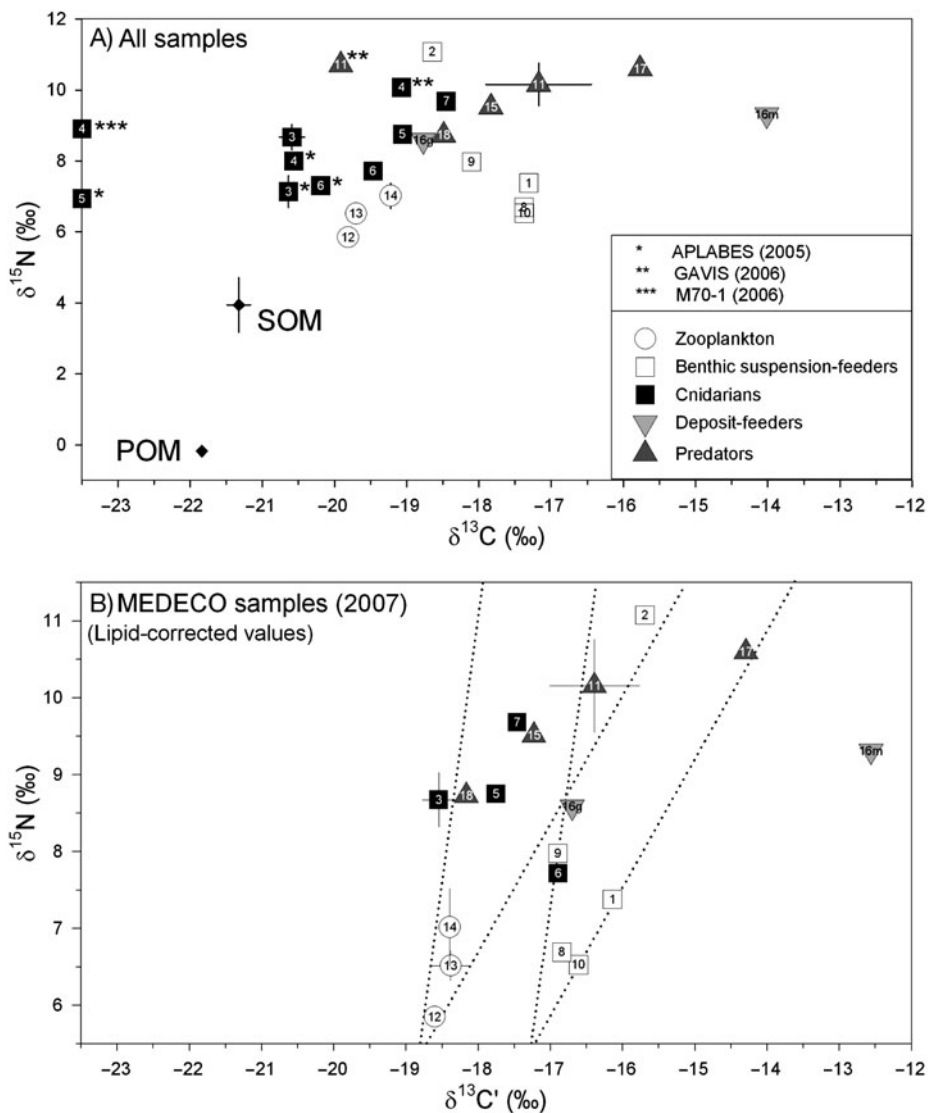 A) All samples
12
10
8
6
4
2
0
δ¹⁵N (‰)
11 ** 2 4 ** 7 11 15 17 16m
4 *** 3 5 16g 18
4 * 9
5 * 3 * 6 * 6 14 1
13 12 8 10
SOM
POM
* APLABES (2005)
** GAVIS (2006)
*** M70-1 (2006)
Zooplankton
Benthic suspension-feeders
Cnidarians
Deposit-feeders
Predators
−23 −22 −21 −20 −19 −18 −17 −16 −15 −14 −13 −12
δ¹³C (‰)
B) MEDECO samples (2007)
(Lipid-corrected values)
11
10
9
8
7
6
δ¹⁵N (‰)
2
17
11
7 15
16m
3 18 5
16g
9
6
1
14
8
13 10
12
−23 −22 −21 −20 −19 −18 −17 −16 −15 −14 −13 −12
δ¹³C' (‰)